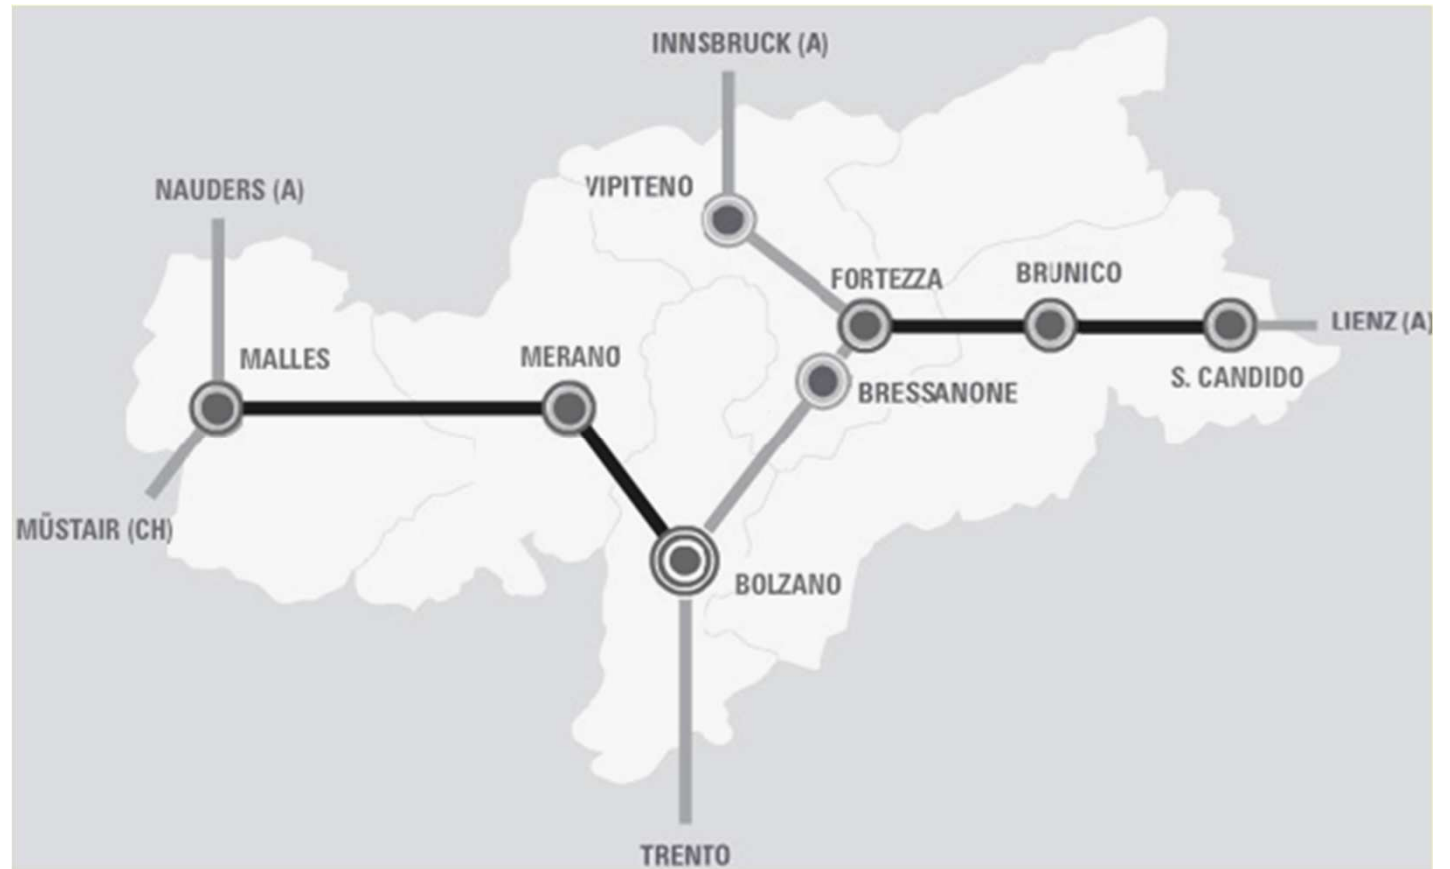 INNSBRUCK (A)
VIPITENO
NAUDERS (A)
FORTEZZA
BRUNICO
LIENZ (A)
MALLES
MERANO
S. CANDIDO
BRESSANONE
MÜSTAIR (CH)
BOLZANO
TRENTO